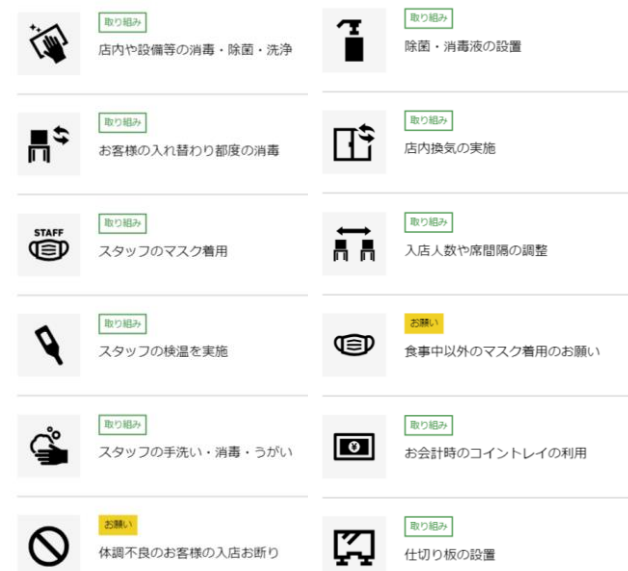 取り組み
店内や設備等の消毒・除菌・洗浄
取り組み
除菌・消毒液の設置
取り組み
お客様の入れ替わり都度の消毒
取り組み
店内換気の実施
STAFF
取り組み
スタッフのマスク着用
取り組み
入店人数や席間隔の調整
取り組み
スタッフの検温を実施
お願い
食事中以外のマスク着用のお願い
取り組み
スタッフの手洗い・消毒・うがい
¥
取り組み
お会計時のコイントレイの利用
お願い
体調不良のお客様の入店お断り
取り組み
仕切り板の設置